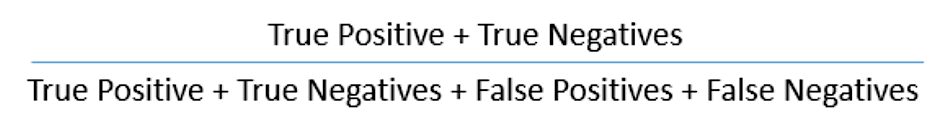 True Positive + True Negatives
True Positive + True Negatives + False Positives + False Negatives